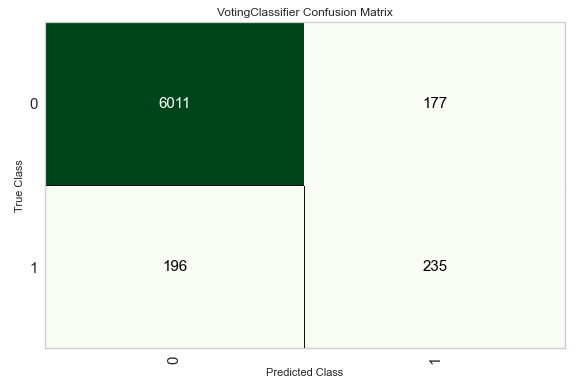 VotingClassifier Confusion Matrix
0
6011
177
True Class
1
196
235
0
1
Predicted Class